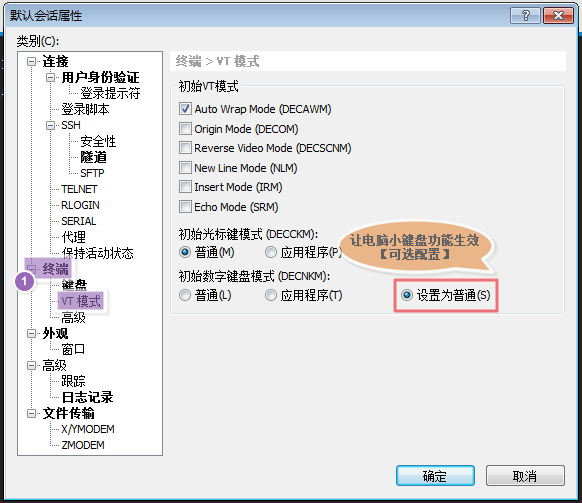 默认会话属性
类别(C):
连接
用户身份验证
登录提示符
登录脚本
SSH
安全性
隧道
SFTP
TELNET
RLOGIN
SERIAL
代理
保持活动状态
1
终端
键盘
VT 模式
高级
外观
窗口
高级
跟踪
日志记录
文件传输
X/YMODEM
ZMODEM
终端 > VT 模式
初始VT模式
Auto Wrap Mode (DECAWM)
Origin Mode (DECOM)
Reverse Video Mode (DECSCNM)
New Line Mode (NLM)
Insert Mode (IRM)
Echo Mode (SRM)
初始光标键模式 (DECCKM):
普通(M) 应用程序(P)
让电脑小键盘功能生效
【可选配置】
初始数字键盘模式 (DECNKM):
普通(L) 应用程序(T) 设置为普通(S)
确定 取消